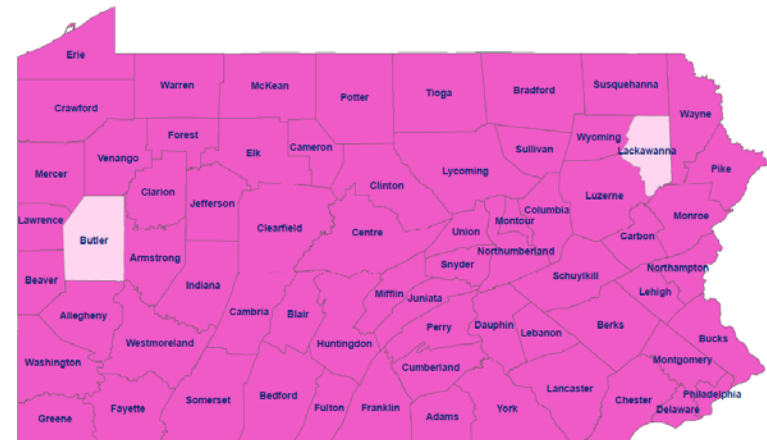 Erie
Warren
McKean
Potter
Tioga
Bradford
Susquehanna
Wayne
Crawford
Forest
Elk
Cameron
Lycoming
Sullivan
Wyoming
Lackawanna
Pike
Mercer
Venango
Clarion
Jefferson
Clinton
Luzerne
Monroe
Lawrence
Butler
Clearfield
Centre
Union
Montour
Columbia
Carbon
Northumberland
Snyder
Beaver
Armstrong
Indiana
Schuylkill
Northampton
Lehigh
Allegheny
Cambria
Blair
Mifflin
Juniata
Perry
Dauphin
Lebanon
Berks
Bucks
Westmoreland
Huntingdon
Washington
Cumberland
Montgomery
Greene
Fayette
Somerset
Bedford
Fulton
Franklin
Adams
York
Lancaster
Chester
Delaware
Philadelphia